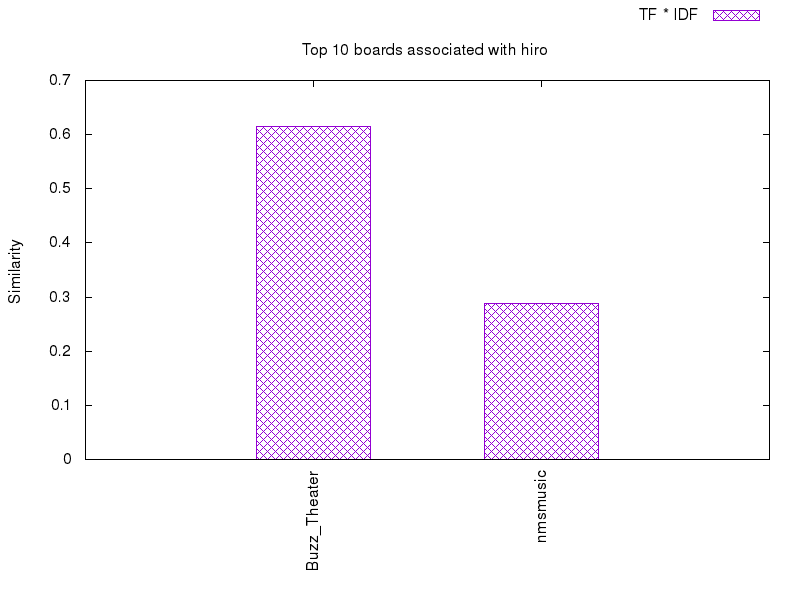 TF * IDF
Top 10 boards associated with hiro
0.7
0.6
0.5
0.4
0.3
0.2
0.1
0
Similarity
Buzz_Theater
nmsmusic